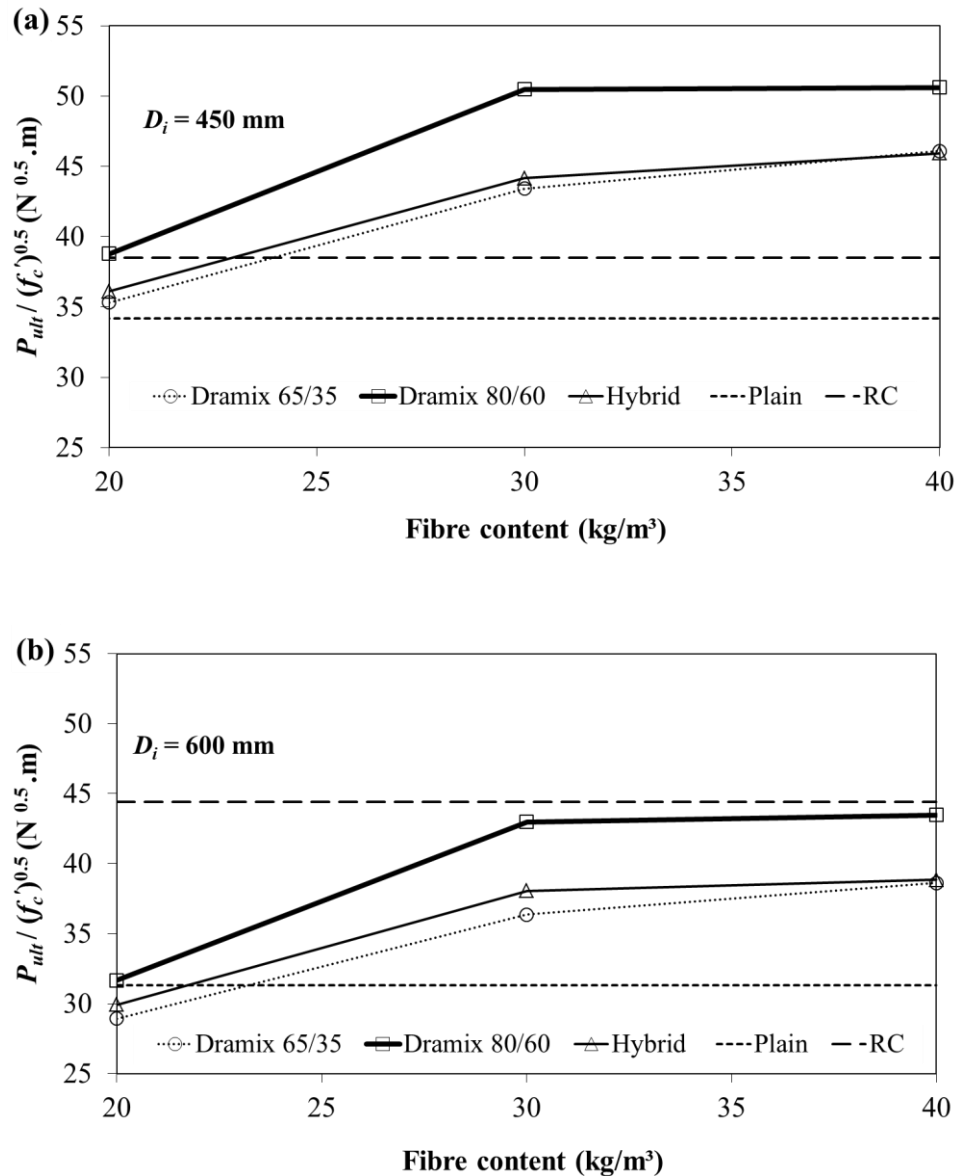 (a)
55
50
45
40
35
30
25
P_ult / (f_c')^0.5 (N^0.5.m)
D_i = 450 mm
Dramix 65/35 Dramix 80/60 Hybrid Plain RC
20 25 30 35 40
Fibre content (kg/m³)
(b)
55
50
45
40
35
30
25
P_ult / (f_c')^0.5 (N^0.5.m)
D_i = 600 mm
Dramix 65/35 Dramix 80/60 Hybrid Plain RC
20 25 30 35 40
Fibre content (kg/m³)